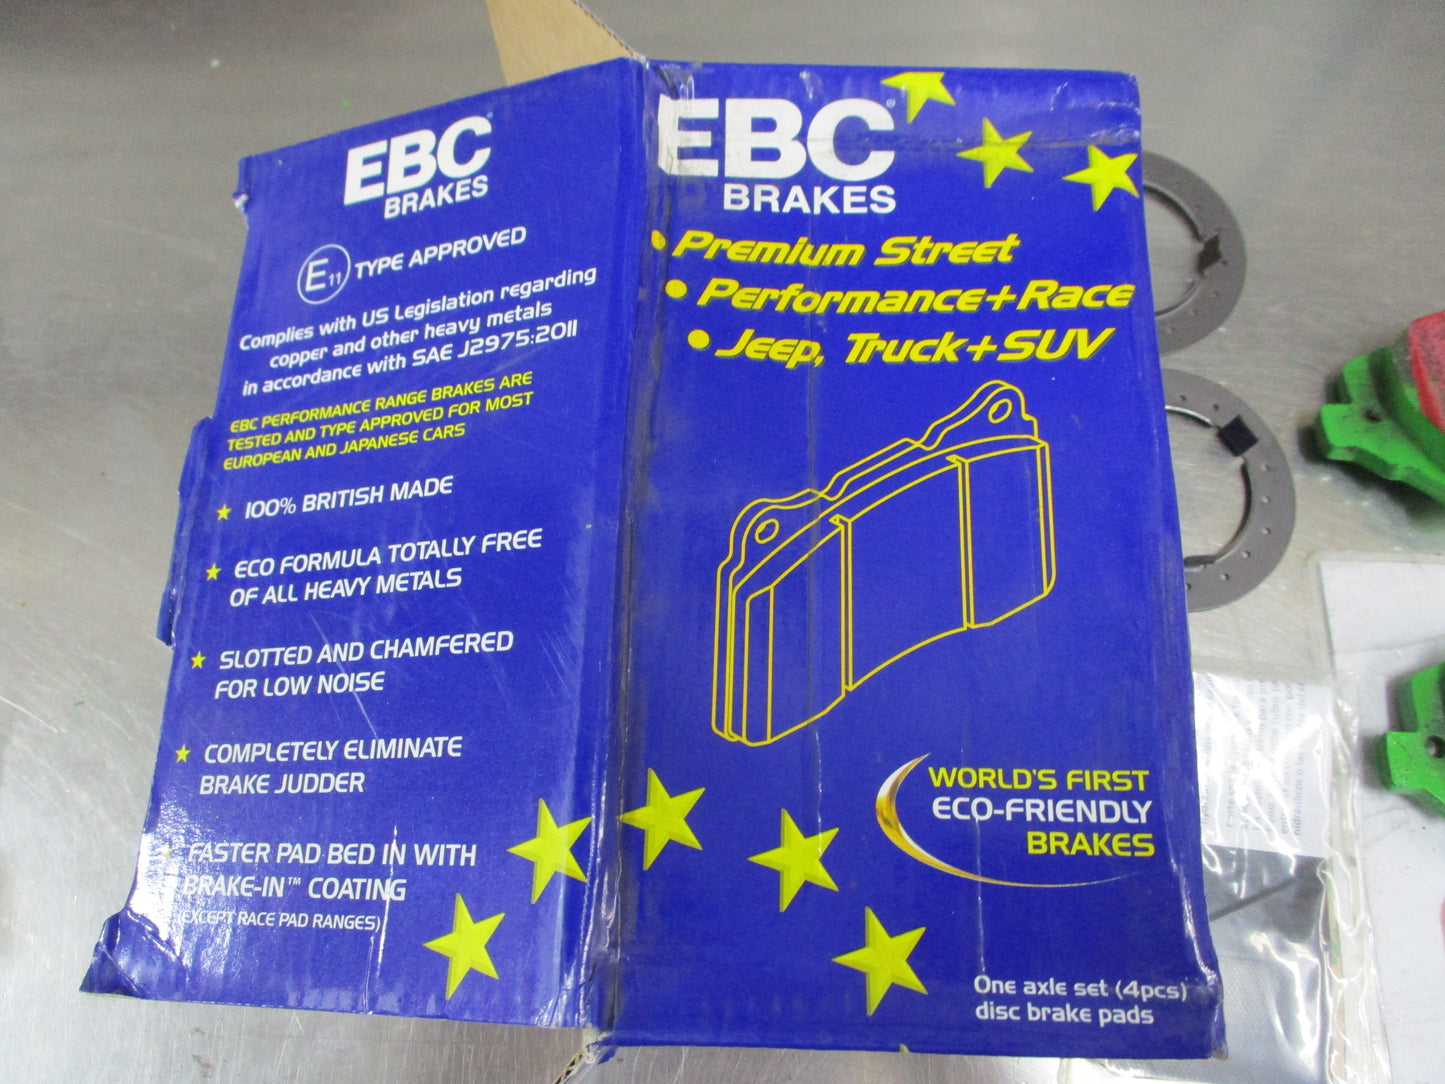 EBC
BRAKES
E11 TYPE APPROVED
Complies with US Legislation regarding
copper and other heavy metals
in accordance with SAE J2975:2011
EBC PERFORMANCE RANGE BRAKES ARE
TESTED AND TYPE APPROVED FOR MOST
EUROPEAN AND JAPANESE CARS
★ 100% BRITISH MADE
★ ECO FORMULA TOTALLY FREE
OF ALL HEAVY METALS
★ SLOTTED AND CHAMFERED
FOR LOW NOISE
★ COMPLETELY ELIMINATE
BRAKE JUDDER
★ FASTER PAD BED IN WITH
BRAKE-IN™ COATING
(EXCEPT RACE PAD RANGES)
EBC®
BRAKES
• Premium Street
• Performance+Race
• Jeep, Truck+SUV
WORLD'S FIRST
ECO-FRIENDLY
BRAKES
One axle set (4pcs)
disc brake pads